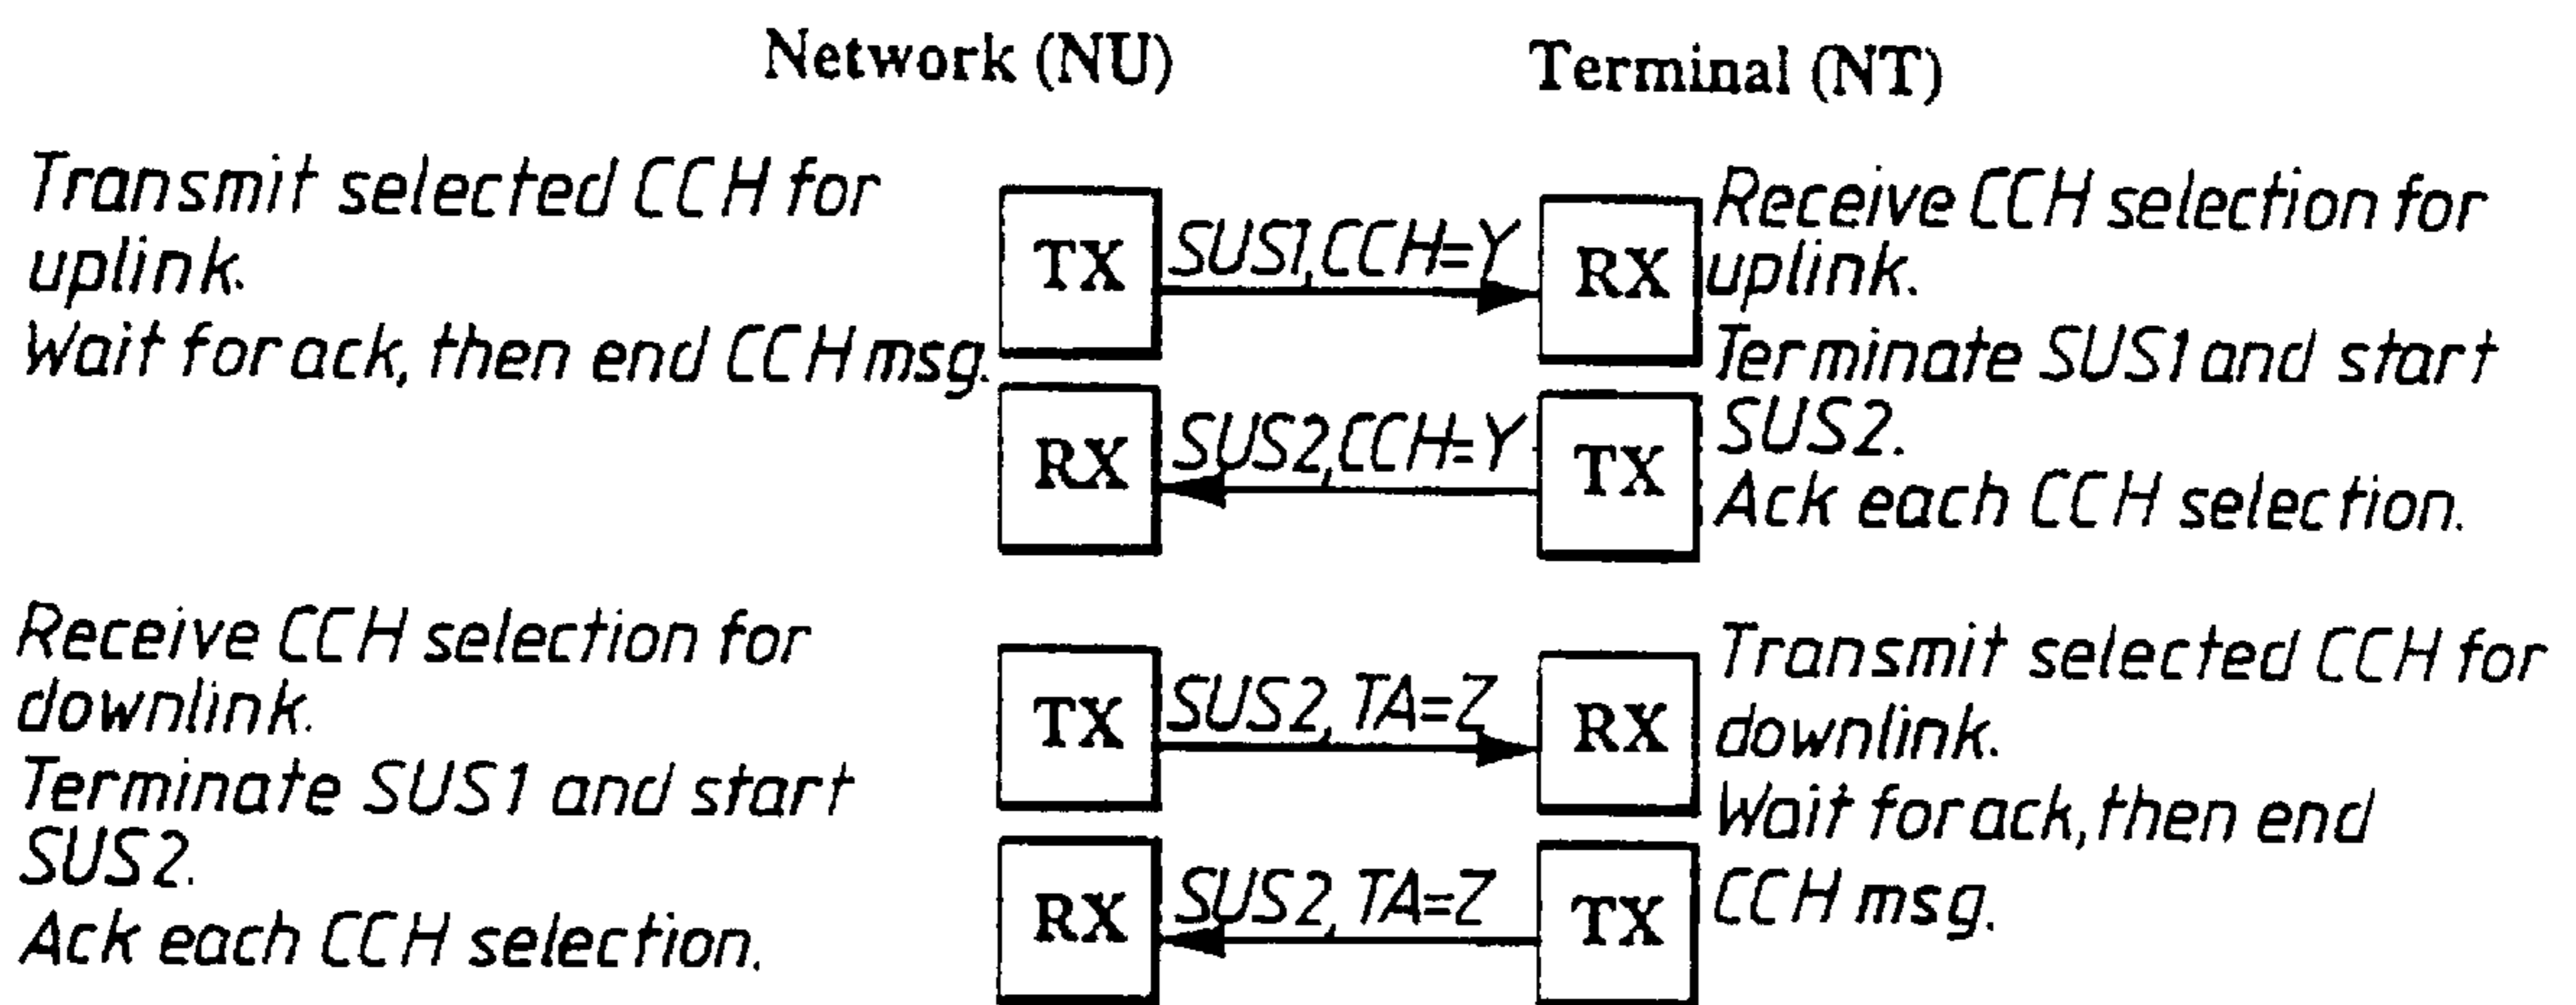 Network (NU)
Terminal (NT)
Transmit selected CCH for
uplink.
Wait for ack, then end CCH msg.
TX
SUS1,CCH=Y
RX
Receive CCH selection for
uplink.
Terminate SUS1 and start
SUS2.
Ack each CCH selection.
RX
SUS2,CCH=Y
TX
Receive CCH selection for
downlink.
Terminate SUS1 and start
SUS2.
Ack each CCH selection.
TX
SUS2, TA=Z
RX
Transmit selected CCH for
downlink.
Wait for ack, then end
CCH msg.
RX
SUS2, TA=Z
TX